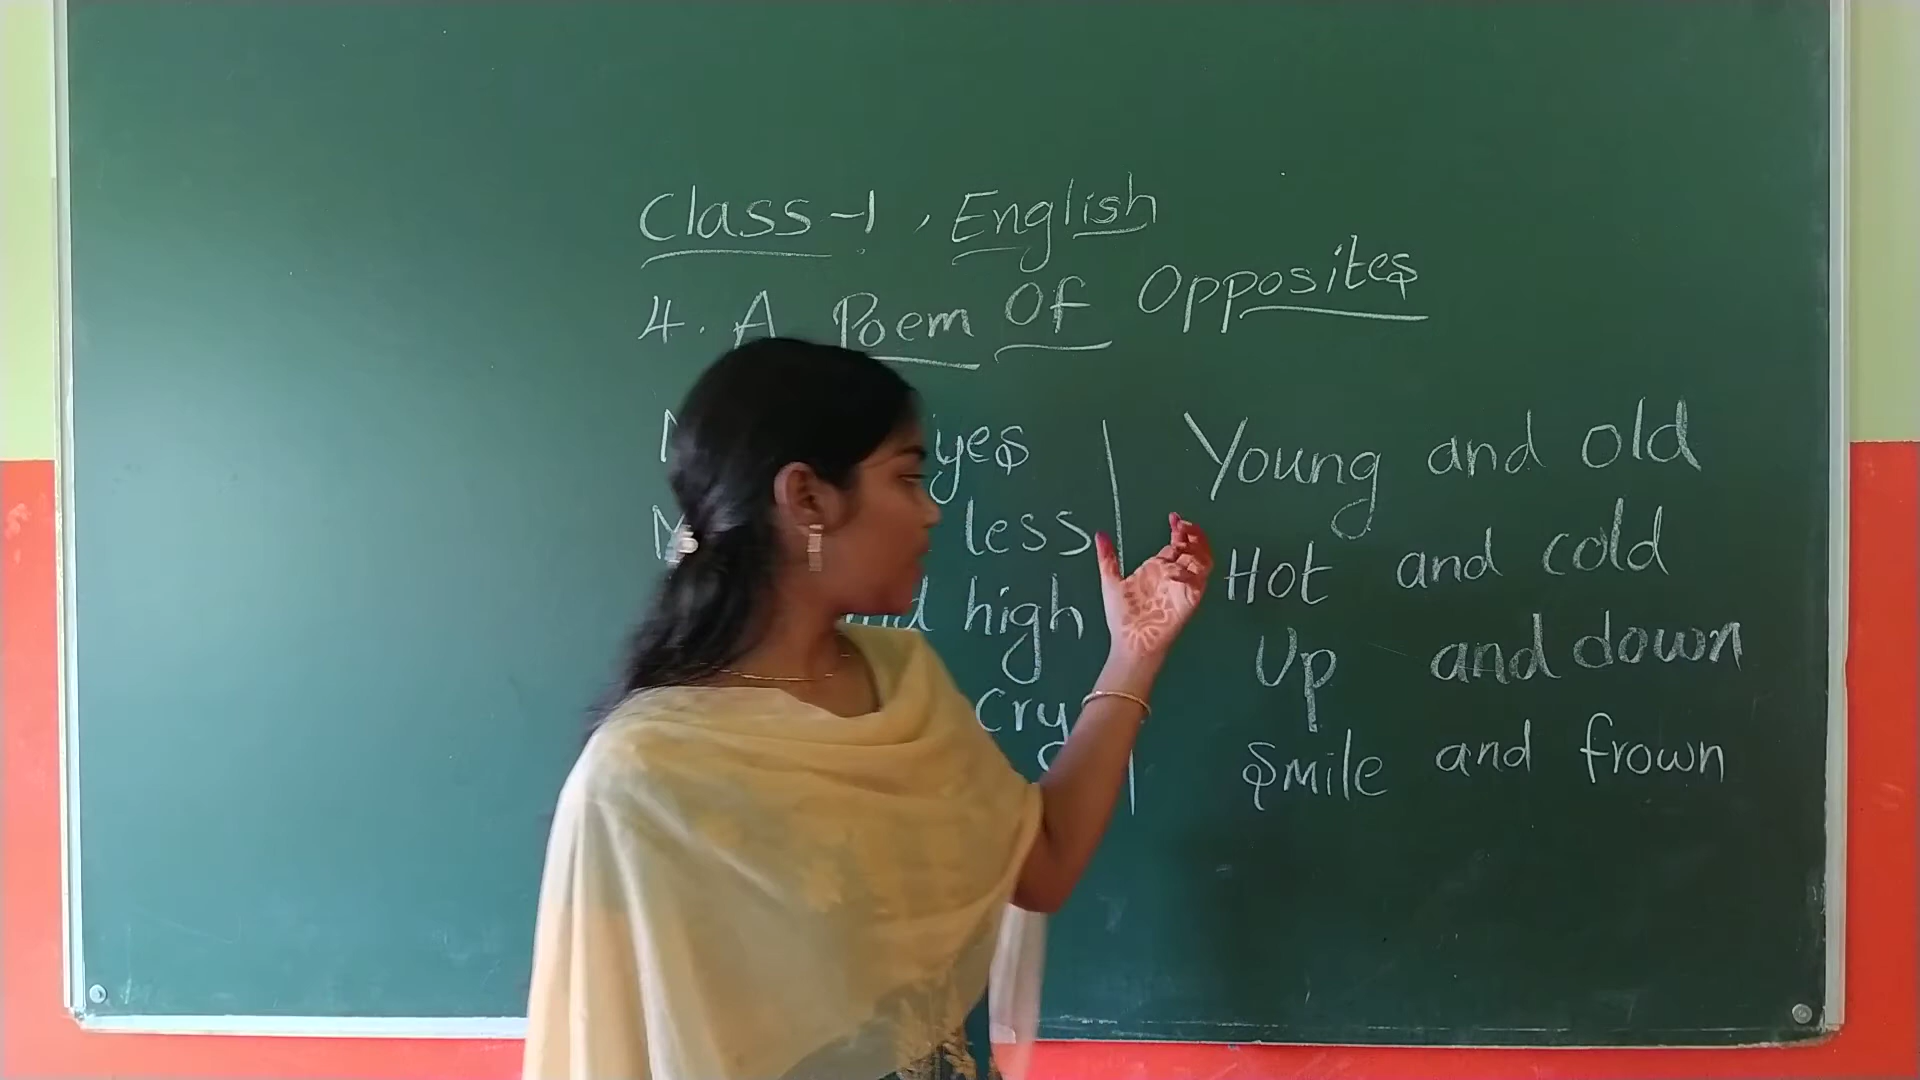 Class-1, English
4. A Poem Of Opposites
yes
less
and high
cry
Young and old
Hot and cold
Up and down
Smile and frown